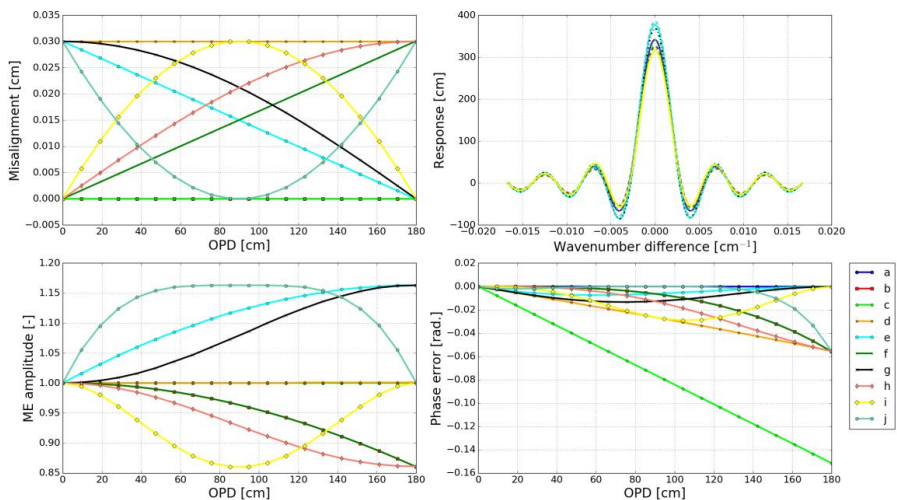 0.035
0.030
0.025
0.020
0.015
0.010
0.005
0.000
−0.005
Misalignment [cm]
0 20 40 60 80 100 120 140 160 180
OPD [cm]
400
300
200
100
0
−100
Response [cm]
−0.020 −0.015 −0.010 −0.005 0.000 0.005 0.010 0.015 0.020
Wavenumber difference [cm⁻¹]
1.20
1.15
1.10
1.05
1.00
0.95
0.90
0.85
ME amplitude [-]
0 20 40 60 80 100 120 140 160 180
OPD [cm]
0.02
0.00
−0.02
−0.04
−0.06
−0.08
−0.10
−0.12
−0.14
−0.16
Phase error [rad.]
0 20 40 60 80 100 120 140 160 180
OPD [cm]
a
b
c
d
e
f
g
h
i
j